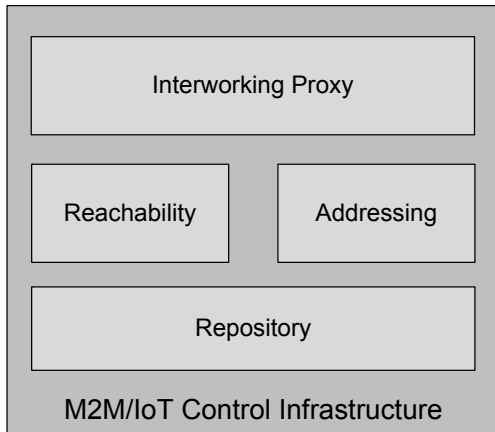 Interworking Proxy
Reachability
Addressing
Repository
M2M/IoT Control Infrastructure